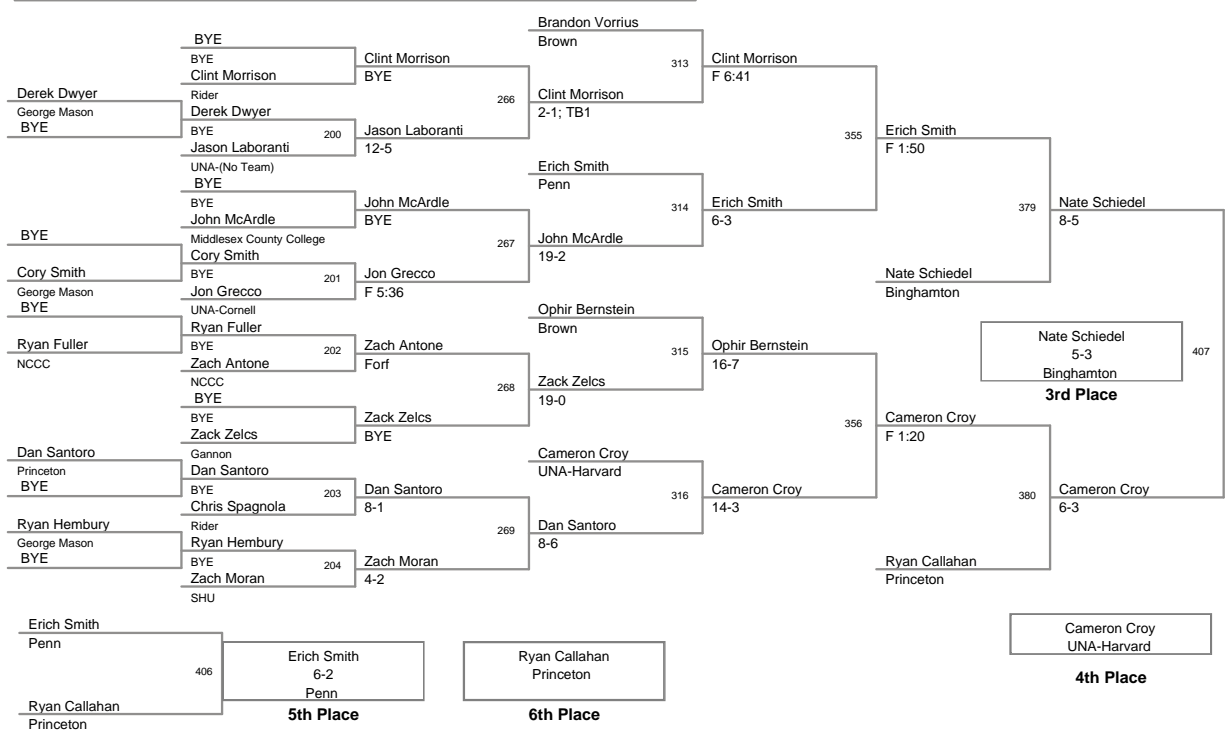 Brandon Vorrius
BYE
Brown
BYE
Clint Morrison
313
Clint Morrison
Clint Morrison
BYE
F 6:41
Derek Dwyer
Rider
266
Clint Morrison
George Mason
Derek Dwyer
2-1; TB1
BYE
BYE
200
Jason Laboranti
355
Erich Smith
Jason Laboranti
12-5
F 1:50
UNA-(No Team)
Erich Smith
BYE
Penn
BYE
John McArdle
314
Erich Smith
379
Nate Schiedel
John McArdle
BYE
6-3
8-5
BYE
Middlesex County College
267
John McArdle
Cory Smith
19-2
Cory Smith
BYE
201
Jon Grecco
Nate Schiedel
George Mason
Jon Grecco
F 5:36
Binghamton
BYE
UNA-Cornell
Ophir Bernstein
Ryan Fuller
Brown
Ryan Fuller
BYE
202
Zach Antone
315
Ophir Bernstein
Nate Schiedel
407
NCCC
Zach Antone
Forf
16-7
5-3
NCCC
268
Zack Zelcs
Binghamton
BYE
19-0
3rd Place
BYE
Zack Zelcs
356
Cameron Croy
Zack Zelcs
BYE
F 1:20
Dan Santoro
Gannon
Cameron Croy
Princeton
Dan Santoro
UNA-Harvard
BYE
BYE
203
Dan Santoro
316
Cameron Croy
380
Cameron Croy
Chris Spagnola
8-1
14-3
6-3
Ryan Hembury
Rider
269
Dan Santoro
George Mason
Ryan Hembury
8-6
BYE
BYE
204
Zach Moran
Ryan Callahan
Zach Moran
4-2
Princeton
SHU
Erich Smith
Penn
406
Erich Smith
6-2
Penn
5th Place
Ryan Callahan
Princeton
Ryan Callahan
Princeton
6th Place
Cameron Croy
UNA-Harvard
4th Place